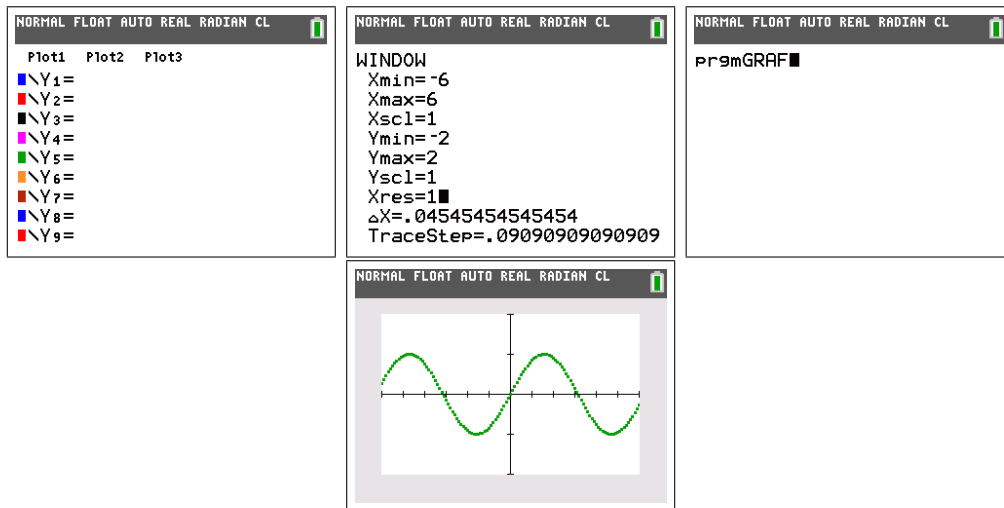 NORMAL FLOAT AUTO REAL RADIAN CL
Plot1 Plot2 Plot3
\Y1=
\Y2=
\Y3=
\Y4=
\Y5=
\Y6=
\Y7=
\Y8=
\Y9=
NORMAL FLOAT AUTO REAL RADIAN CL
WINDOW
Xmin=-6
Xmax=6
Xscl=1
Ymin=-2
Ymax=2
Yscl=1
Xres=1
△X=.04545454545454
TraceStep=.09090909090909
NORMAL FLOAT AUTO REAL RADIAN CL
prgmGRAF
NORMAL FLOAT AUTO REAL RADIAN CL